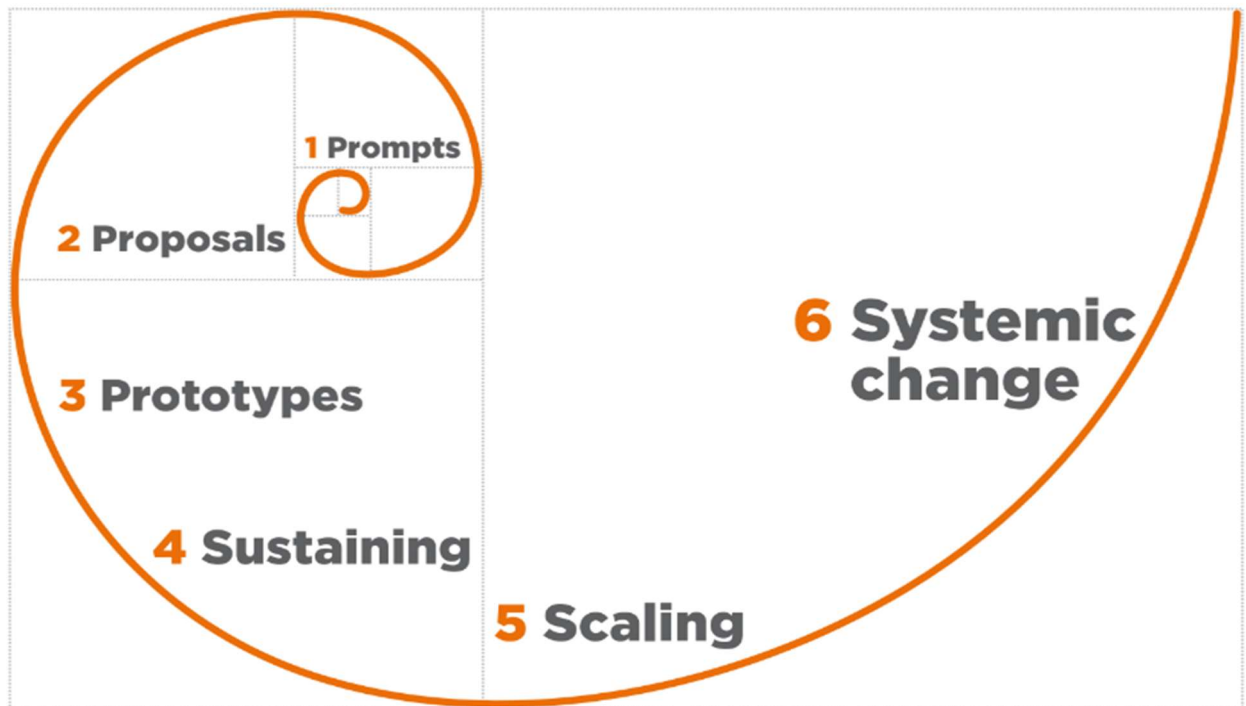 1 Prompts
2 Proposals
3 Prototypes
4 Sustaining
5 Scaling
6 Systemic
change